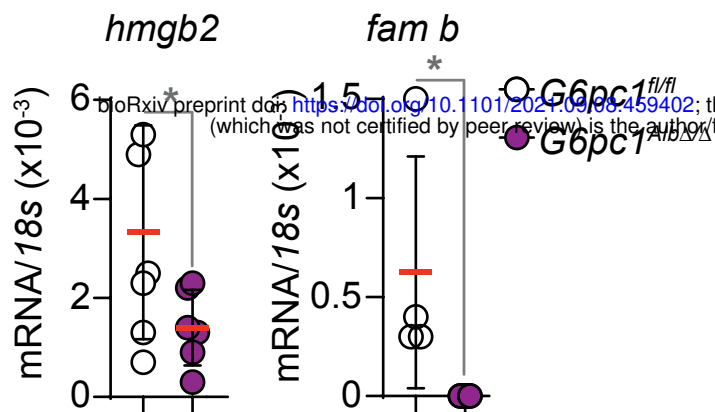 hmgb2
fam b
*
*
G6pc1fl/fl
G6pc1AlbΔ/Δ
bioRxiv preprint doi: https://doi.org/10.1101/2021.09.08.459402; th
(which was not certified by peer review) is the author/f
mRNA/18s (x10-3)
6
4
2
0
mRNA/18s (x10
1.5
1
0.5
0